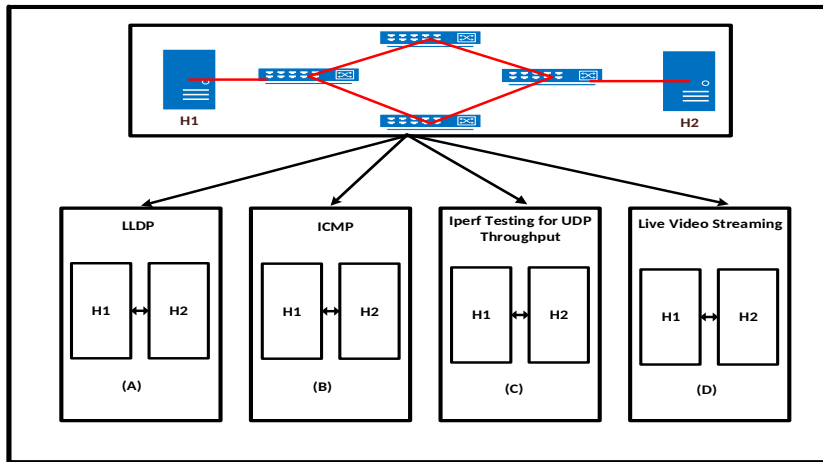 H1
H2
LLDP
H1
H2
(A)
ICMP
H1
H2
(B)
Iperf Testing for UDP
Throughput
H1
H2
(C)
Live Video Streaming
H1
H2
(D)